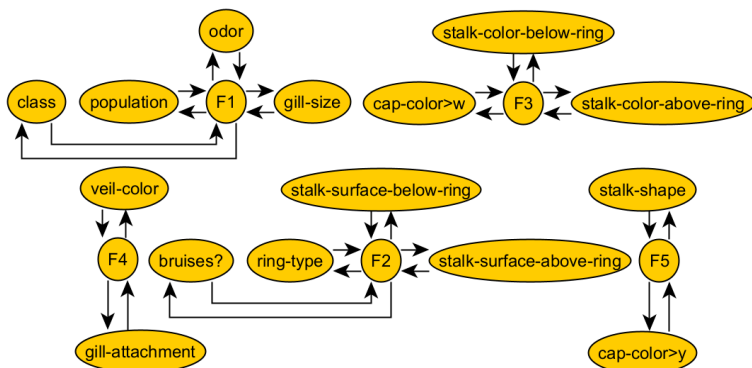 odor
stalk-color-below-ring
class
population
F1
gill-size
cap-color>w
F3
stalk-color-above-ring
veil-color
stalk-surface-below-ring
stalk-shape
F4
bruises?
ring-type
F2
stalk-surface-above-ring
F5
gill-attachment
cap-color>y